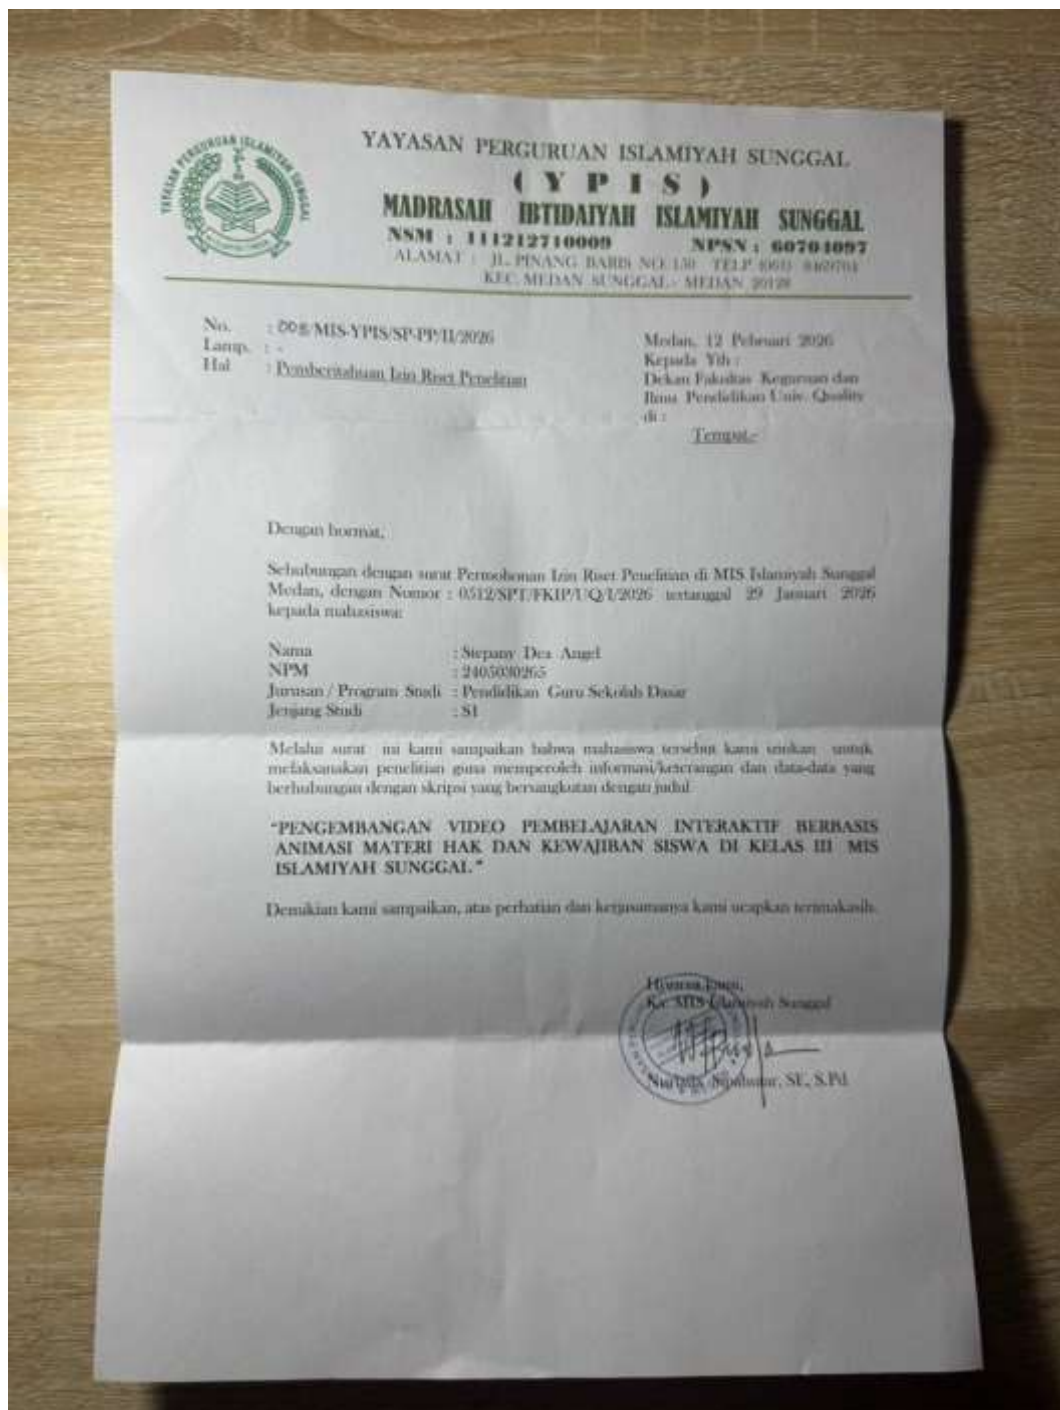 YAYASAN PERGURUAN ISLAMIYAH SUNGGAL
YAYASAN PERGURUAN ISLAMIYAH SUNGGAL
( Y P I S )
MADRASAH IBTIDAIYAH ISLAMIYAH SUNGGAL
NSM : 111212710009 NPSN : 60704097
ALAMAT : JL. PINANG BARIS NO. 150 TELP (061)
KEC. MEDAN SUNGGAL - MEDAN 20128
No. : 008/MIS-YPIS/SP-PP/II/2026
Lamp. : -
Hal : Pemberitahuan Izin Riset Penelitian
Medan, 12 Pebruari 2026
Kepada Yth :
Dekan Fakultas Keguruan dan
Ilmu Pendidikan Univ. Quality
di :
Tempat.-
Dengan hormat,
Sehubungan dengan surat Permohonan Izin Riset Penelitian di MIS Islamiyah Sunggal
Medan, dengan Nomor : 0512/SPT/FKIP/UQ/I/2026 tertanggal 29 Januari 2026
kepada mahasiswa:
Nama : Stepany Dea Angel
NPM : 2405030265
Jurusan / Program Studi : Pendidikan Guru Sekolah Dasar
Jenjang Studi : S1
Melalui surat ini kami sampaikan bahwa mahasiswa tersebut kami izinkan untuk
melaksanakan penelitian guna memperoleh informasi/keterangan dan data-data yang
berhubungan dengan skripsi yang bersangkutan dengan judul
"PENGEMBANGAN VIDEO PEMBELAJARAN INTERAKTIF BERBASIS
ANIMASI MATERI HAK DAN KEWAJIBAN SISWA DI KELAS III MIS
ISLAMIYAH SUNGGAL"
Demikian kami sampaikan, atas perhatian dan kerjasamanya kami ucapkan terimakasih.
Ka. MIS Islamiyah Sunggal
SE, S.Pd